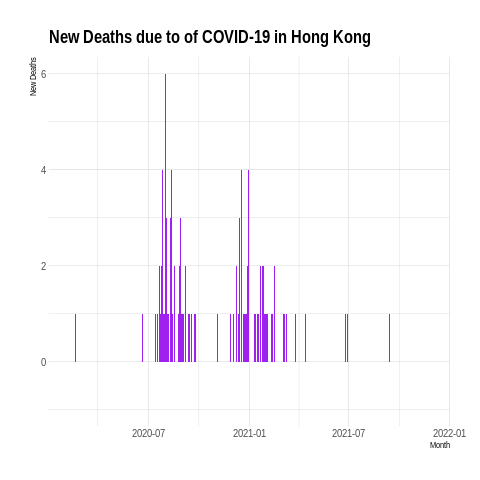 New Deaths due to of COVID-19 in Hong Kong
New Deaths
6
4
2
0
2020-07 2021-01 2021-07 2022-01
Month